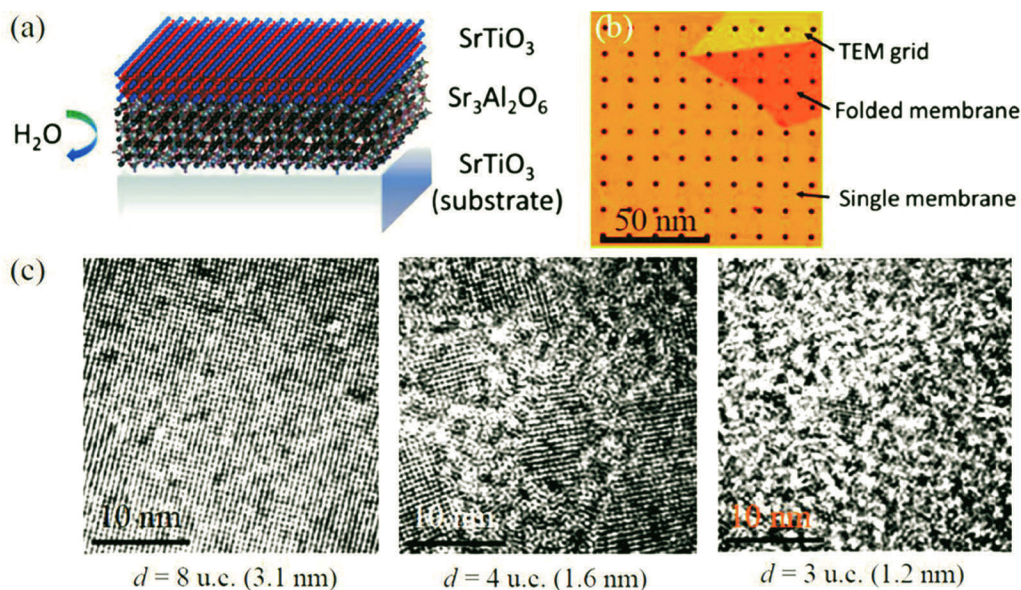 (a)
SrTiO₃
Sr₃Al₂O₆
H₂O
SrTiO₃
(substrate)
(b)
TEM grid
Folded membrane
Single membrane
50 nm
(c)
10 nm
10 nm
10 nm
d = 8 u.c. (3.1 nm)
d = 4 u.c. (1.6 nm)
d = 3 u.c. (1.2 nm)